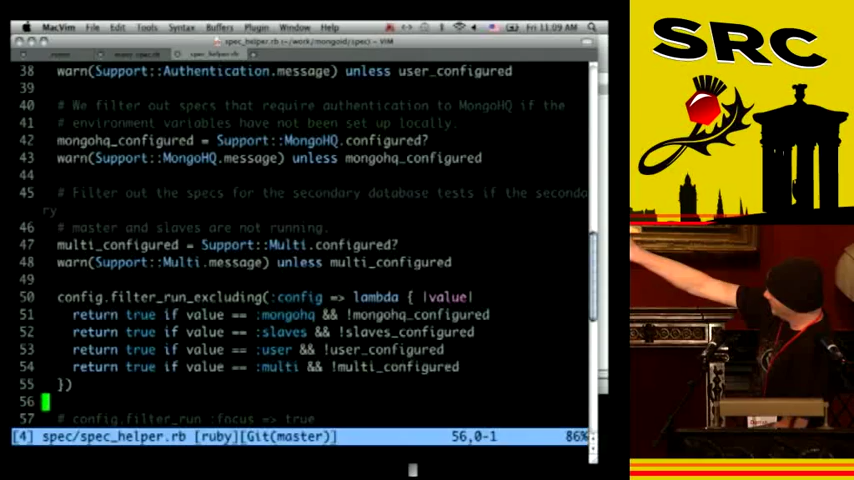 MacVim File Edit Tools Syntax Buffers Plugin Window Help
Fri 11:09 AM
spec_helper.rb (~/work/mongoid/spec) – VIM
38 warn(Support::Authentication.message) unless user_configured
39
40 # We filter out specs that require authentication to MongoHQ if the
41 # environment variables have not been set up locally.
42 mongohq_configured = Support::MongoHQ.configured?
43 warn(Support::MongoHQ.message) unless mongohq_configured
44
45 # Filter out the specs for the secondary database tests if the seconda
ry
46 # master and slaves are not running.
47 multi_configured = Support::Multi.configured?
48 warn(Support::Multi.message) unless multi_configured
49
50 config.filter_run_excluding(:config => lambda { |value|
51 return true if value == :mongohq && !mongohq_configured
52 return true if value == :slaves && !slaves_configured
53 return true if value == :user && !user_configured
54 return true if value == :multi && !multi_configured
55 })
56
57 # config.filter_run :focus => true
[4] spec/spec_helper.rb [ruby][Git(master)] 56,0-1 86%
SRC